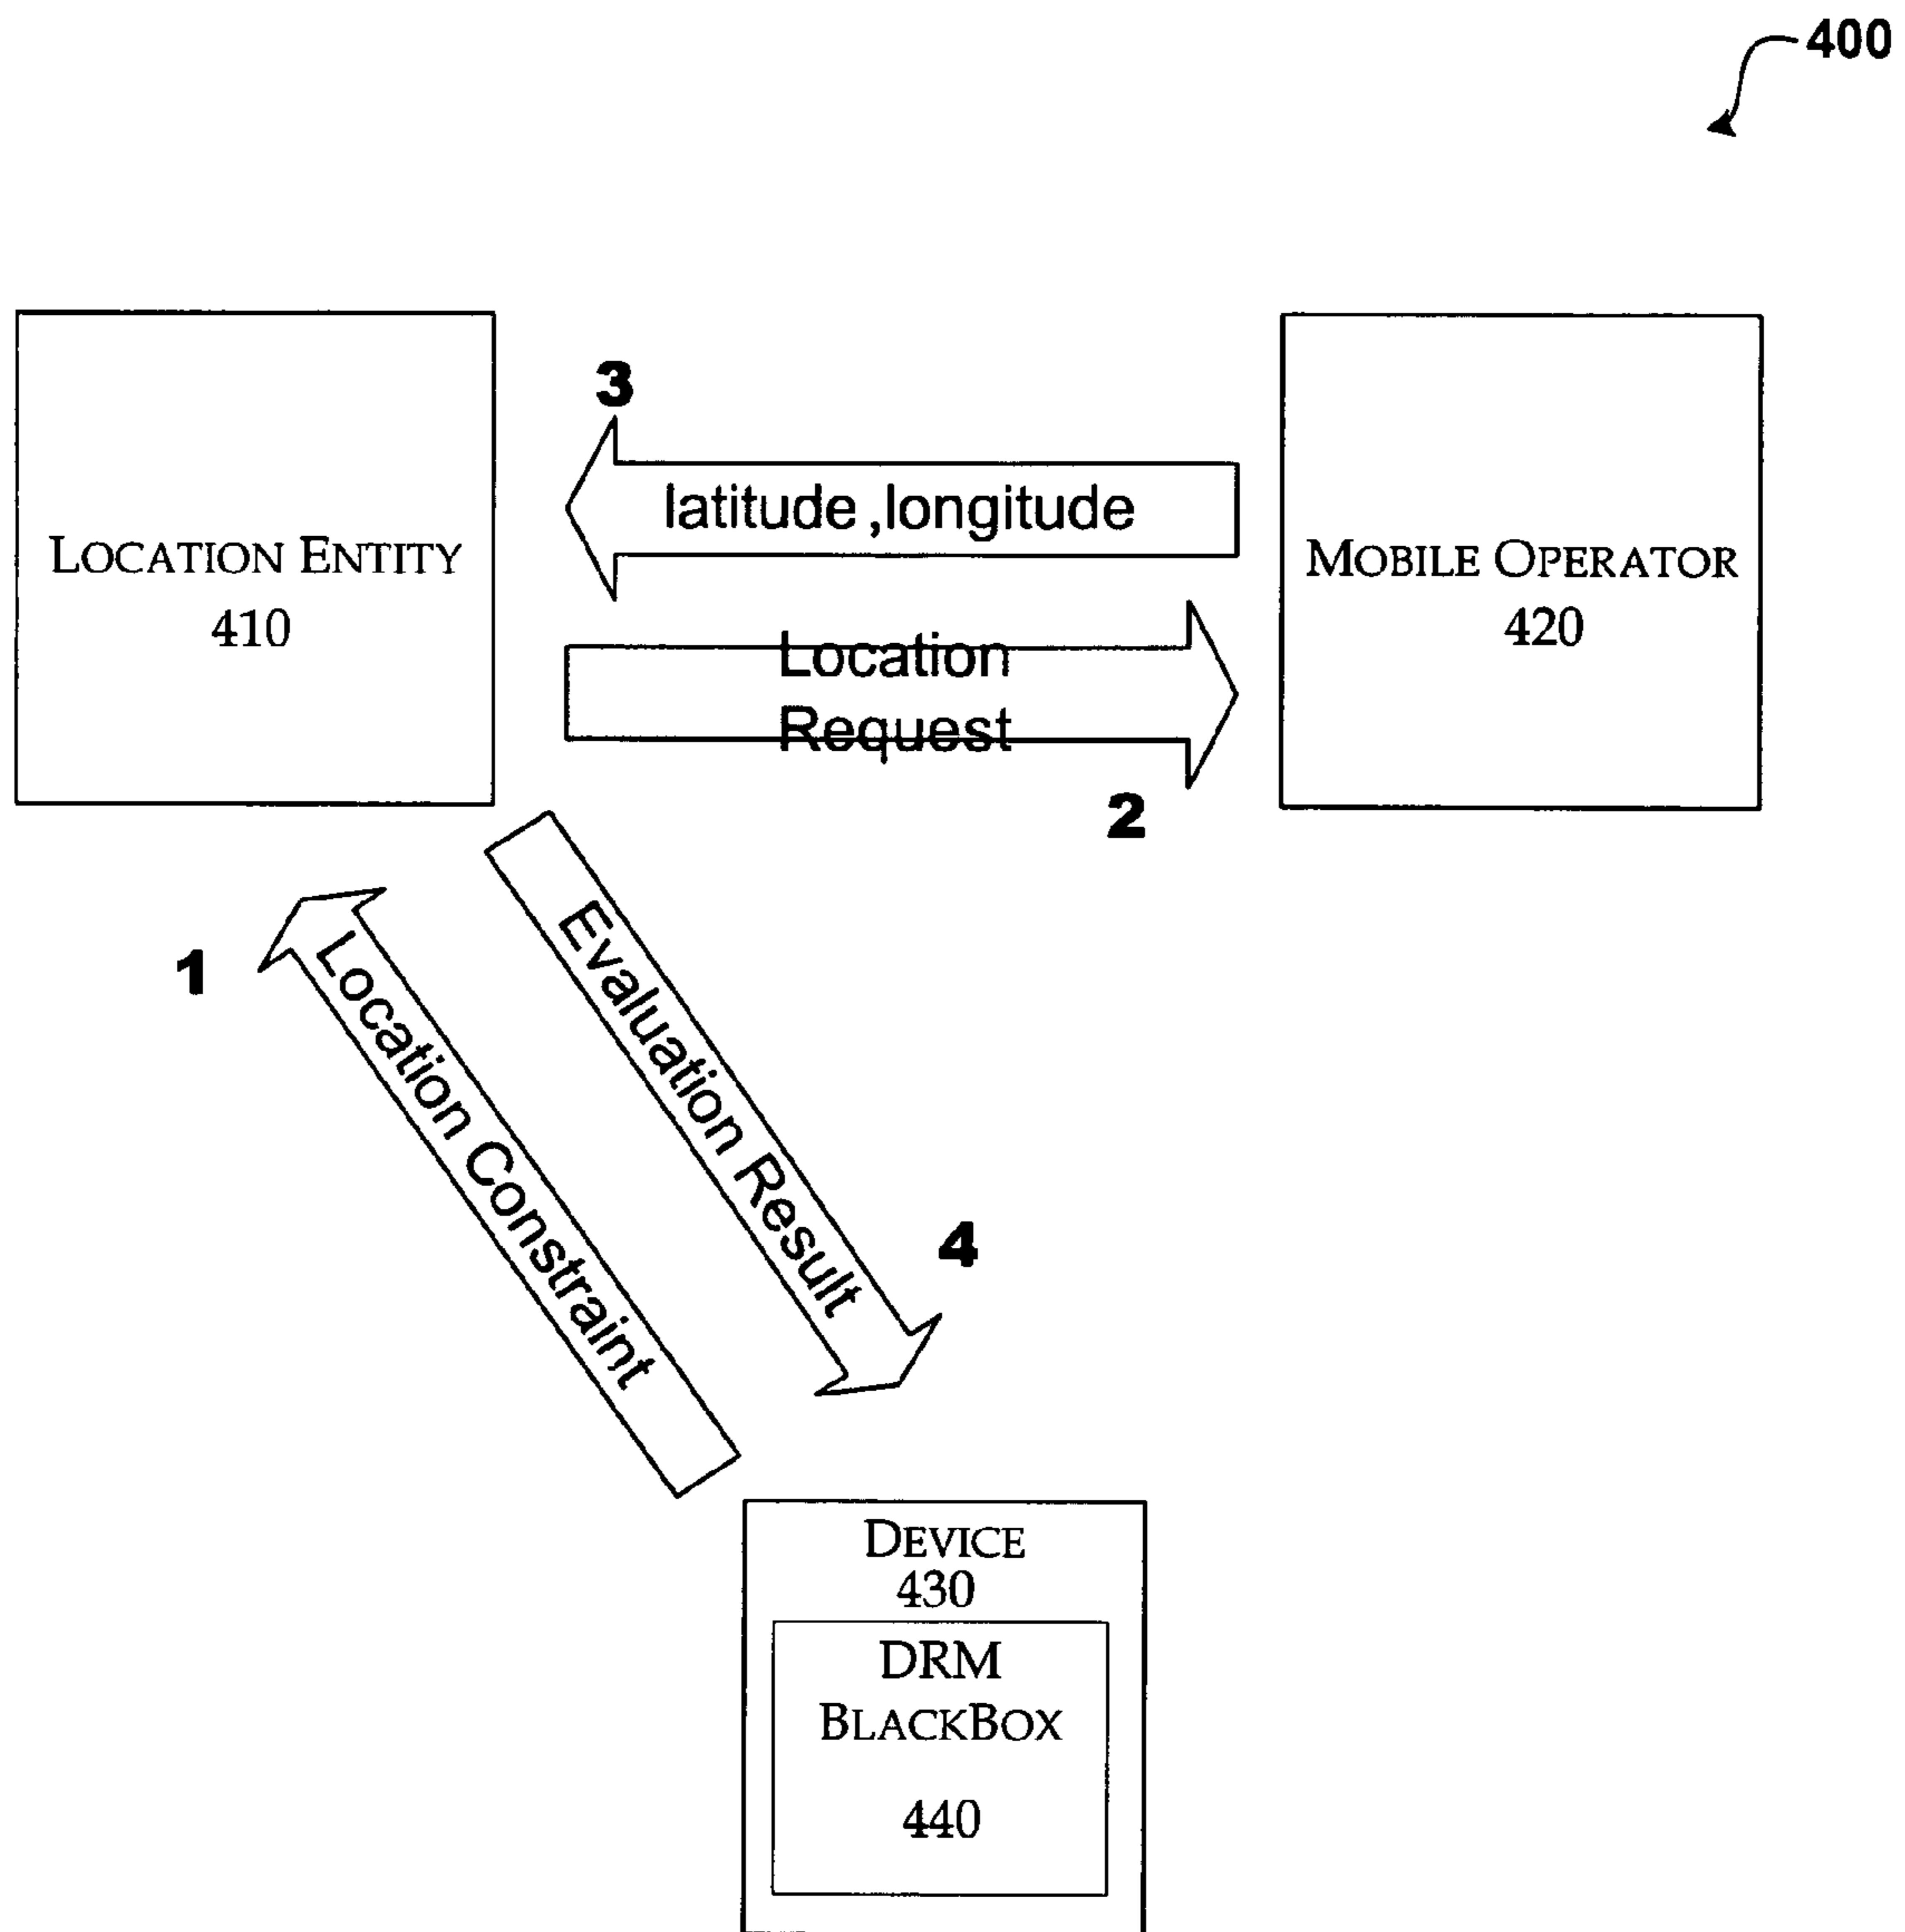 400
3
latitude ,longitude
LOCATION ENTITY
410
MOBILE OPERATOR
420
Location
Request
2
1
Location Constraint
Evaluation Result
4
DEVICE
430
DRM
BLACKBOX
440